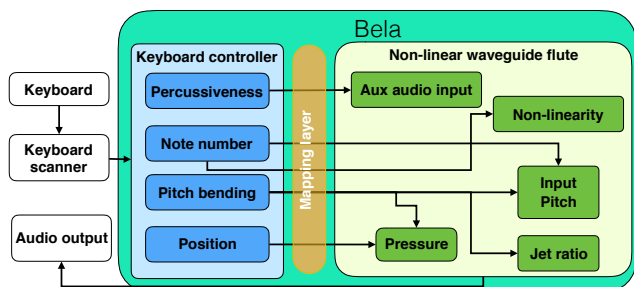 Bela
Keyboard controller
Non-linear waveguide flute
Keyboard
Percussiveness
Aux audio input
Non-linearity
Keyboard
scanner
Note number
Mapping layer
Pitch bending
Input
Pitch
Audio output
Position
Pressure
Jet ratio